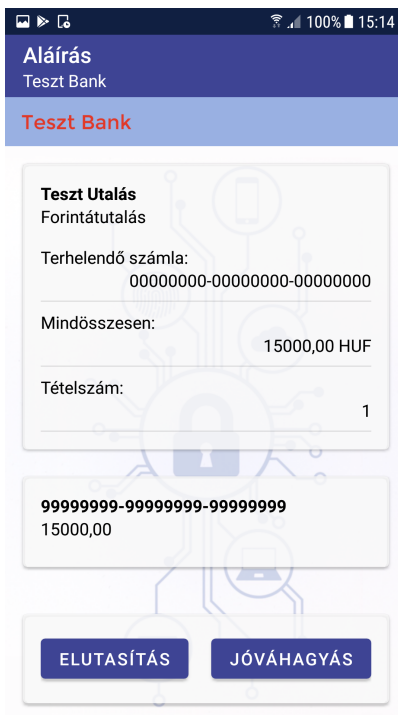 100% 15:14
Aláírás
Teszt Bank
Teszt Bank
Teszt Utalás
Forintátutalás
Terhelendő számla:
00000000-00000000-00000000
Mindösszesen:
15000,00 HUF
Tételszám:
1
99999999-99999999-99999999
15000,00
ELUTASÍTÁS JÓVÁHAGYÁS